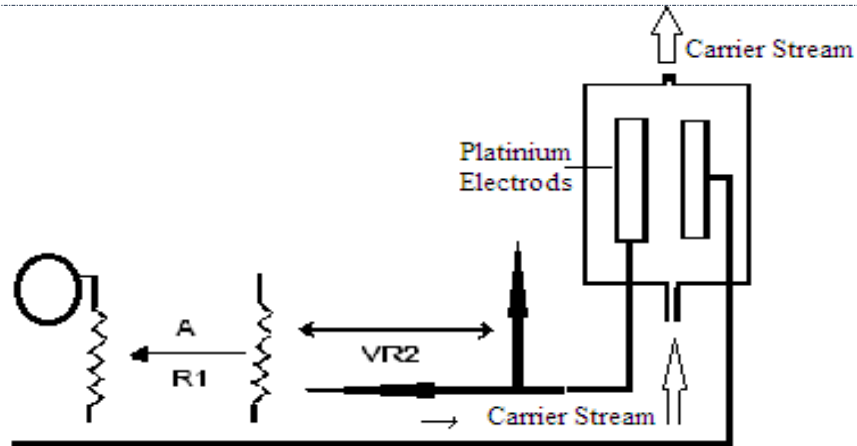 Carrier Stream
Platinium
Electrods
A
VR2
R1
Carrier Stream